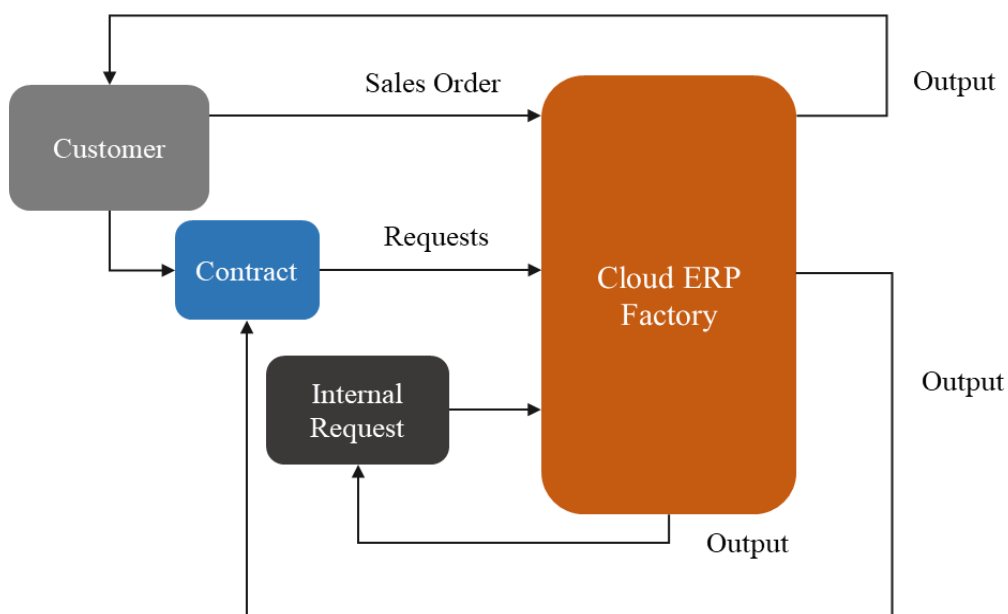 Output
Sales Order
Customer
Requests
Contract
Cloud ERP
Factory
Internal
Request
Output
Output